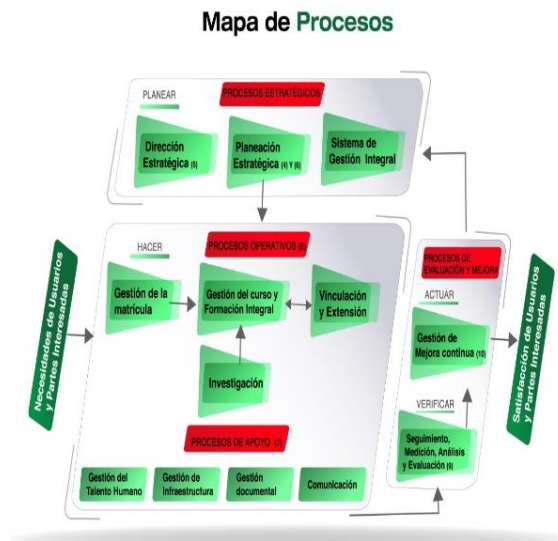 Mapa de Procesos
PLANEAR
PROCESOS ESTRATÉGICOS
Dirección
Estratégica (5)
Planeación
Estratégica (4) Y (6)
Sistema de
Gestión Integral
Necesidades de Usuarios
y Partes Interesadas
HACER
PROCESOS OPERATIVOS (8)
Gestión de la
matrícula
Gestión del curso y
Formación Integral
Vinculación
y Extensión
Investigación
PROCESOS DE APOYO (7)
Gestión del
Talento Humano
Gestión de
Infraestructura
Gestión
documental
Comunicación
PROCESOS DE
EVALUACIÓN Y MEJORA
ACTUAR
Gestión de
Mejora continua (10)
VERIFICAR
Seguimiento,
Medición, Análisis
y Evaluación (9)
Satisfacción de Usuarios
y Partes Interesadas